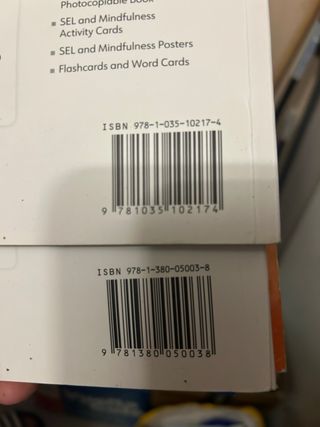 Photocopiable Book
▪ SEL and Mindfulness
Activity Cards
▪ SEL and Mindfulness Posters
▪ Flashcards and Word Cards
ISBN 978-1-035-10217-4
9 781035 102174
ISBN 978-1-380-05003-8
9 781380 050038